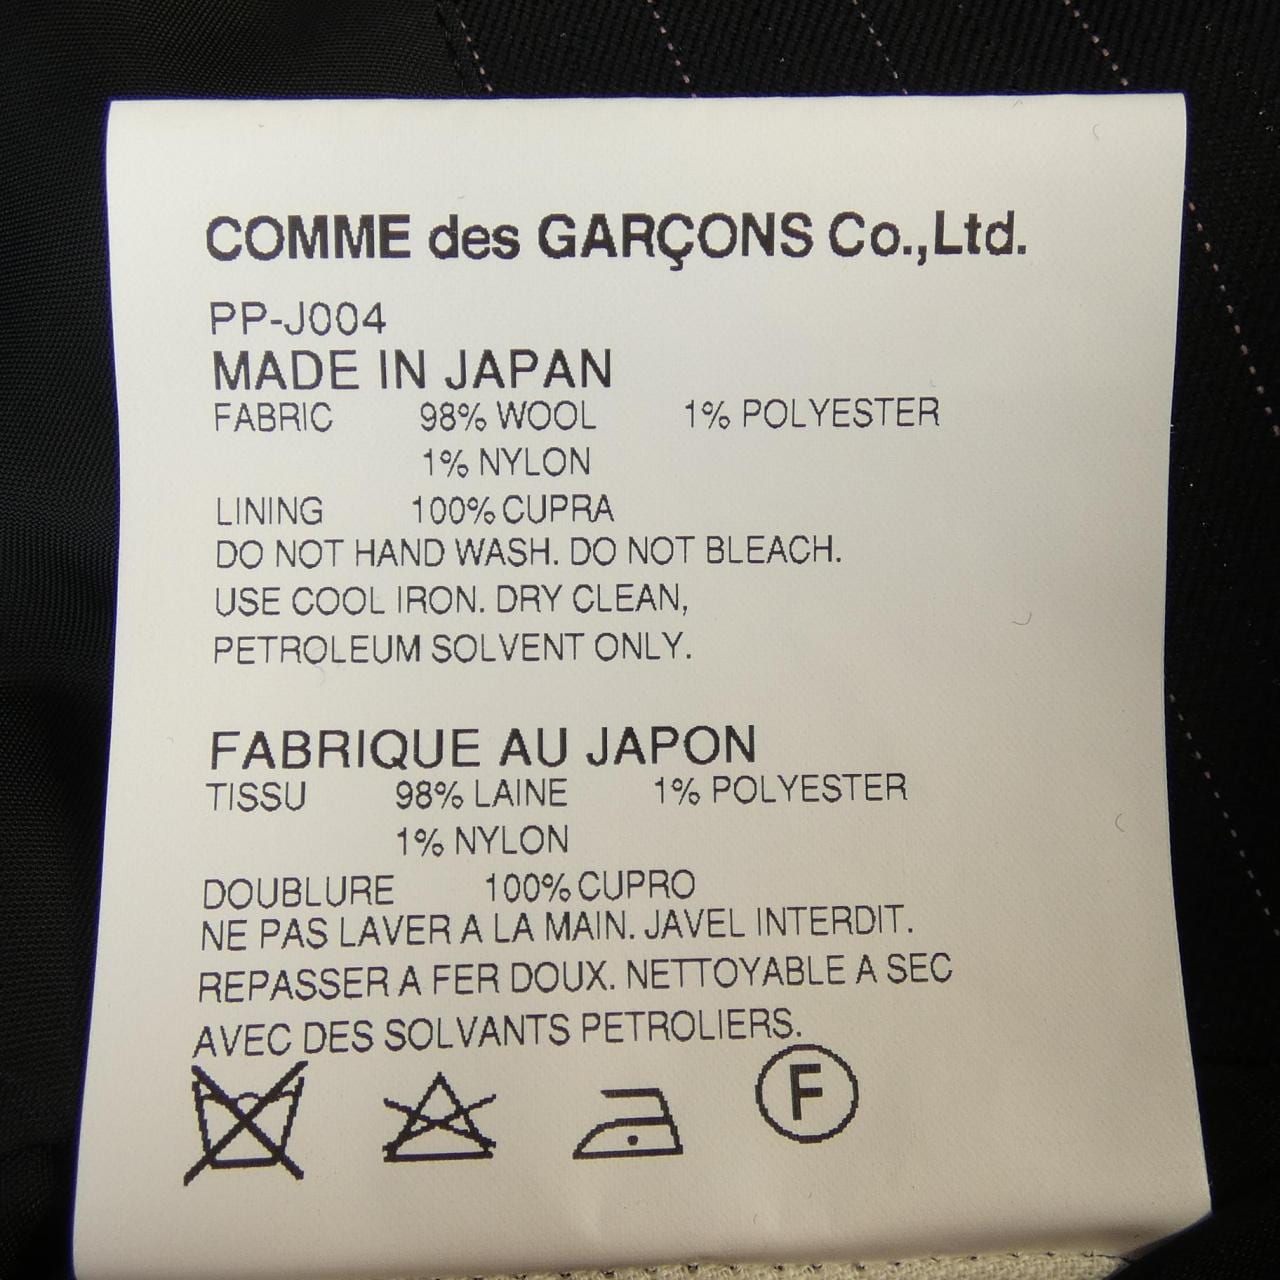 COMME des GARÇONS Co.,Ltd.
PP-J004
MADE IN JAPAN
FABRIC 98% WOOL 1% POLYESTER
1% NYLON
LINING 100% CUPRA
DO NOT HAND WASH. DO NOT BLEACH.
USE COOL IRON. DRY CLEAN,
PETROLEUM SOLVENT ONLY.
FABRIQUE AU JAPON
TISSU 98% LAINE 1% POLYESTER
1% NYLON
DOUBLURE 100% CUPRO
NE PAS LAVER A LA MAIN. JAVEL INTERDIT.
REPASSER A FER DOUX. NETTOYABLE A SEC
AVEC DES SOLVANTS PETROLIERS.
F